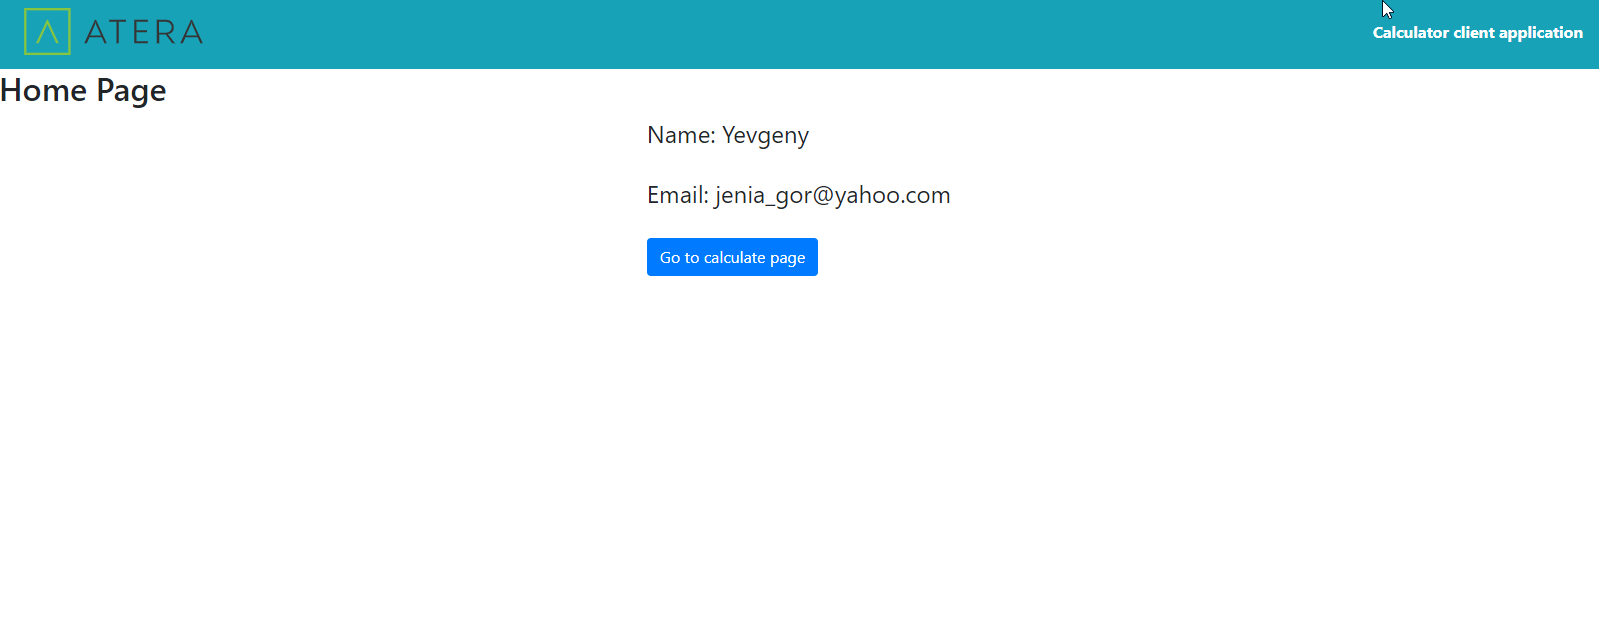 ATERA
Calculator client application
Home Page
Name: Yevgeny
Email: jenia_gor@yahoo.com
Go to calculate page